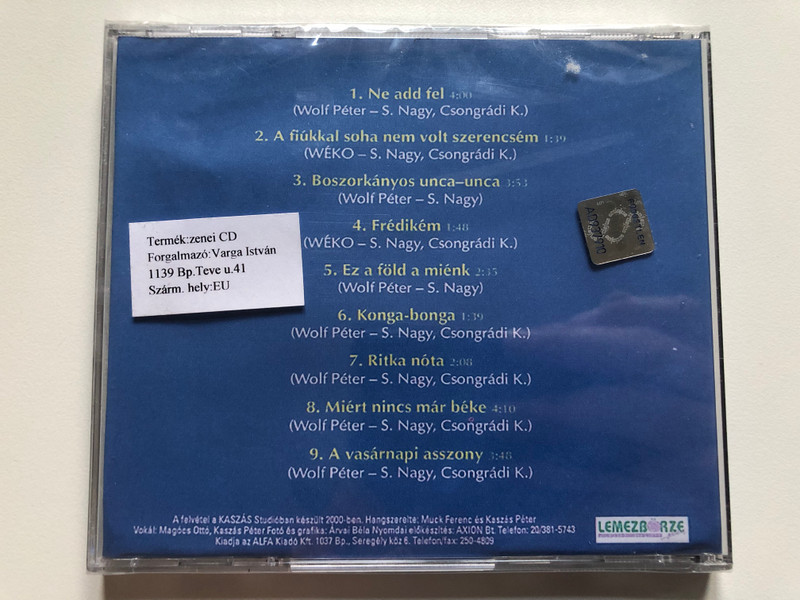 1. Ne add fel 4:00
(Wolf Péter – S. Nagy, Csongrádi K.)
2. A fiúkkal soha nem volt szerencsém 1:39
(WÉKO – S. Nagy, Csongrádi K.)
3. Boszorkányos unca–unca 3:53
(Wolf Péter – S. Nagy)
4. Frédikém 1:48
(WÉKO – S. Nagy, Csongrádi K.)
5. Ez a föld a miénk 2:35
(Wolf Péter – S. Nagy)
6. Konga-bonga 1:39
(Wolf Péter – S. Nagy, Csongrádi K.)
7. Ritka nóta 2:08
(Wolf Péter – S. Nagy, Csongrádi K.)
8. Miért nincs már béke 4:10
(Wolf Péter – S. Nagy, Csongrádi K.)
9. A vasárnapi asszony 3:48
(Wolf Péter – S. Nagy, Csongrádi K.)
Termék:zenei CD
Forgalmazó:Varga István
1139 Bp.Teve u.41
Szárm. hely:EU
A felvétel a KASZÁS Studióban készült 2000-ben. Hangszerelte: Muck Ferenc és Kaszás Péter
Vokál: Magócs Ottó, Kaszás Péter Fotó és grafika: Árvai Béla Nyomdai előkészítés: AXION Bt. Telefon: 20/381-5743
Kiadja az ALFA Kiadó Kft. 1037 Bp., Seregély köz 6. Telefon/fax: 250-4809
LEMEZBÖRZE